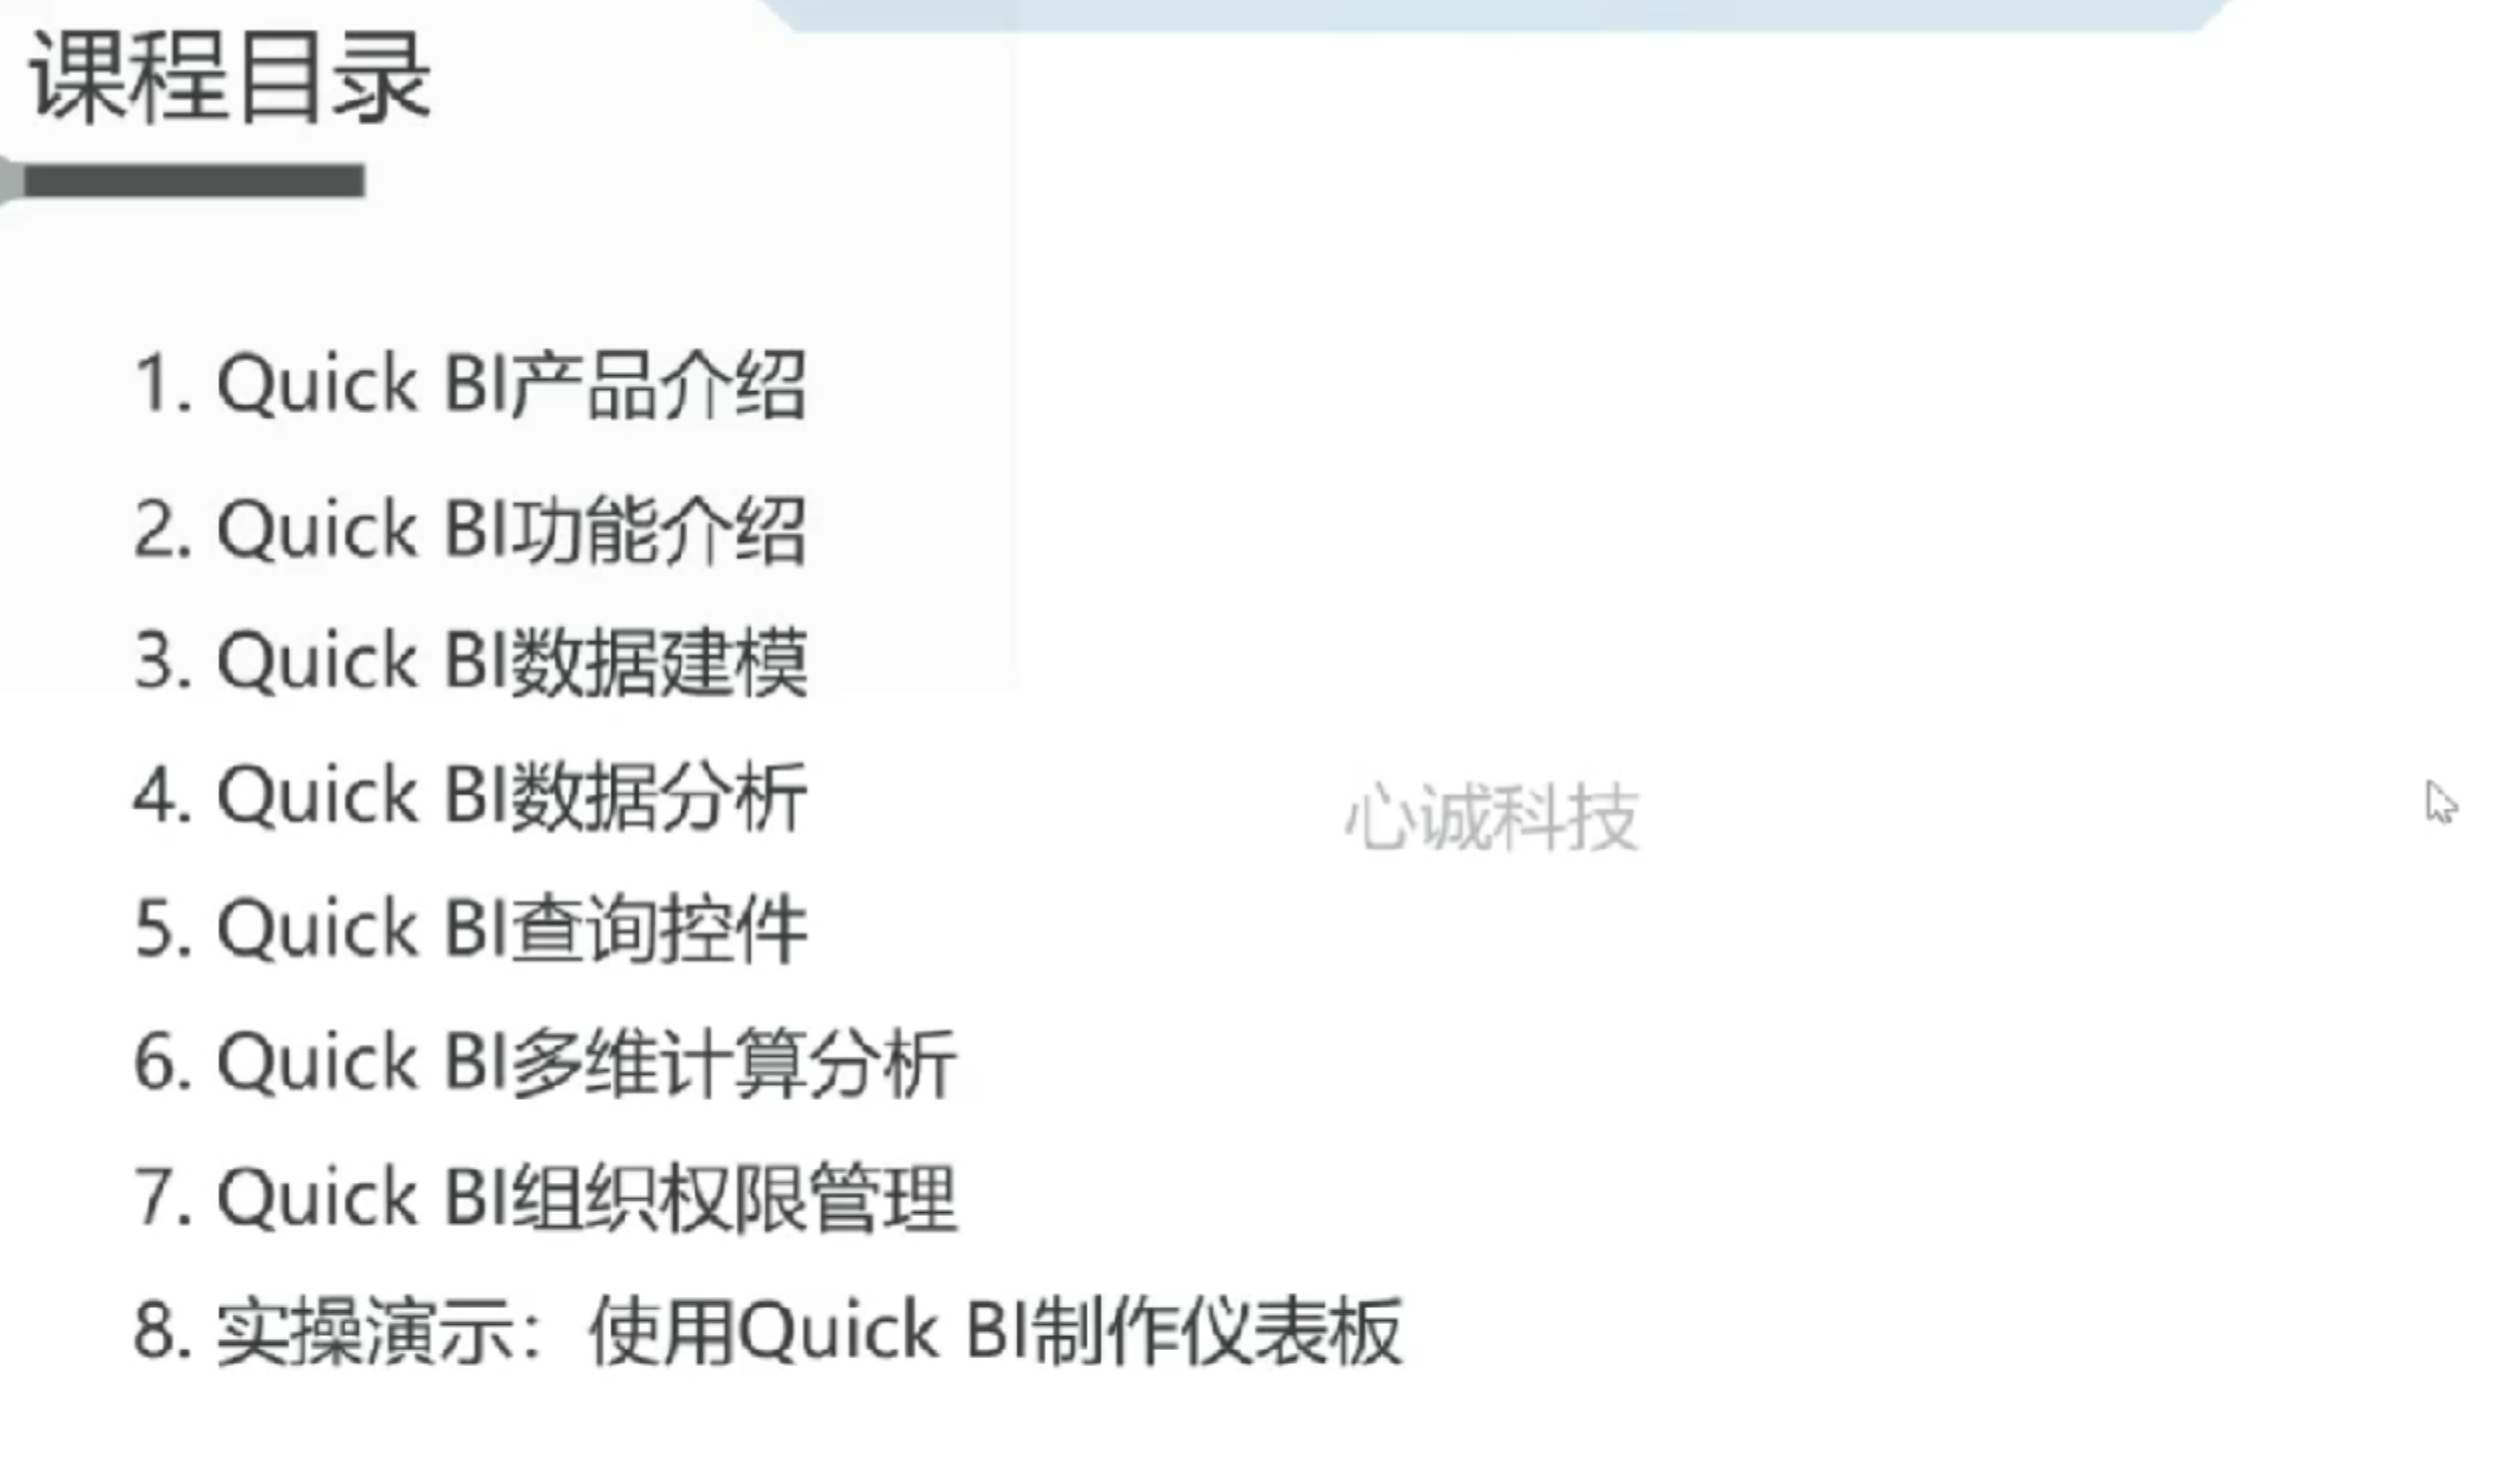 课程目录
1. Quick BI产品介绍
2. Quick BI功能介绍
3. Quick BI数据建模
4. Quick BI数据分析
心诚科技
5. Quick BI查询控件
6. Quick BI多维计算分析
7. Quick BI组织权限管理
8. 实操演示：使用Quick BI制作仪表板